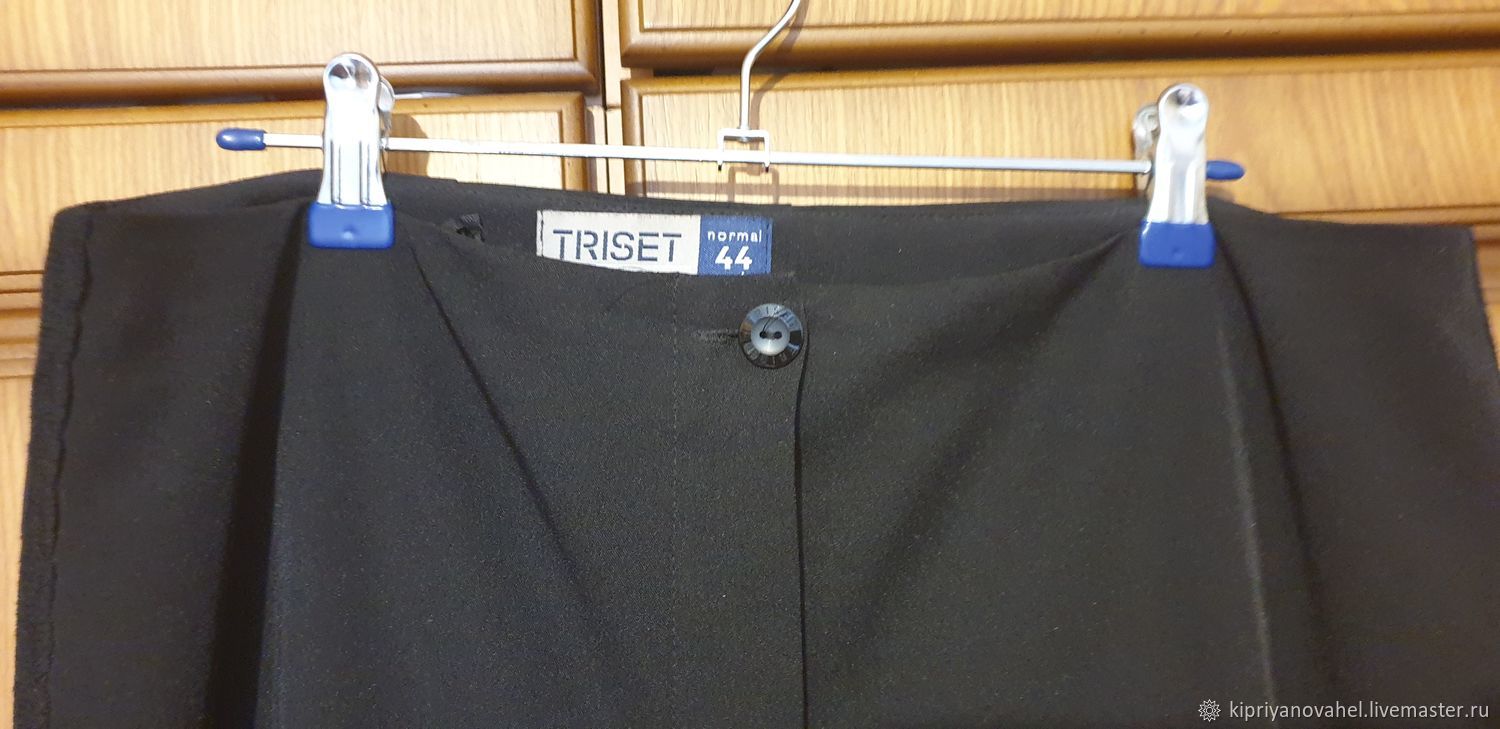 TRISET
normal
44
kipriyanovahel.livemaster.ru